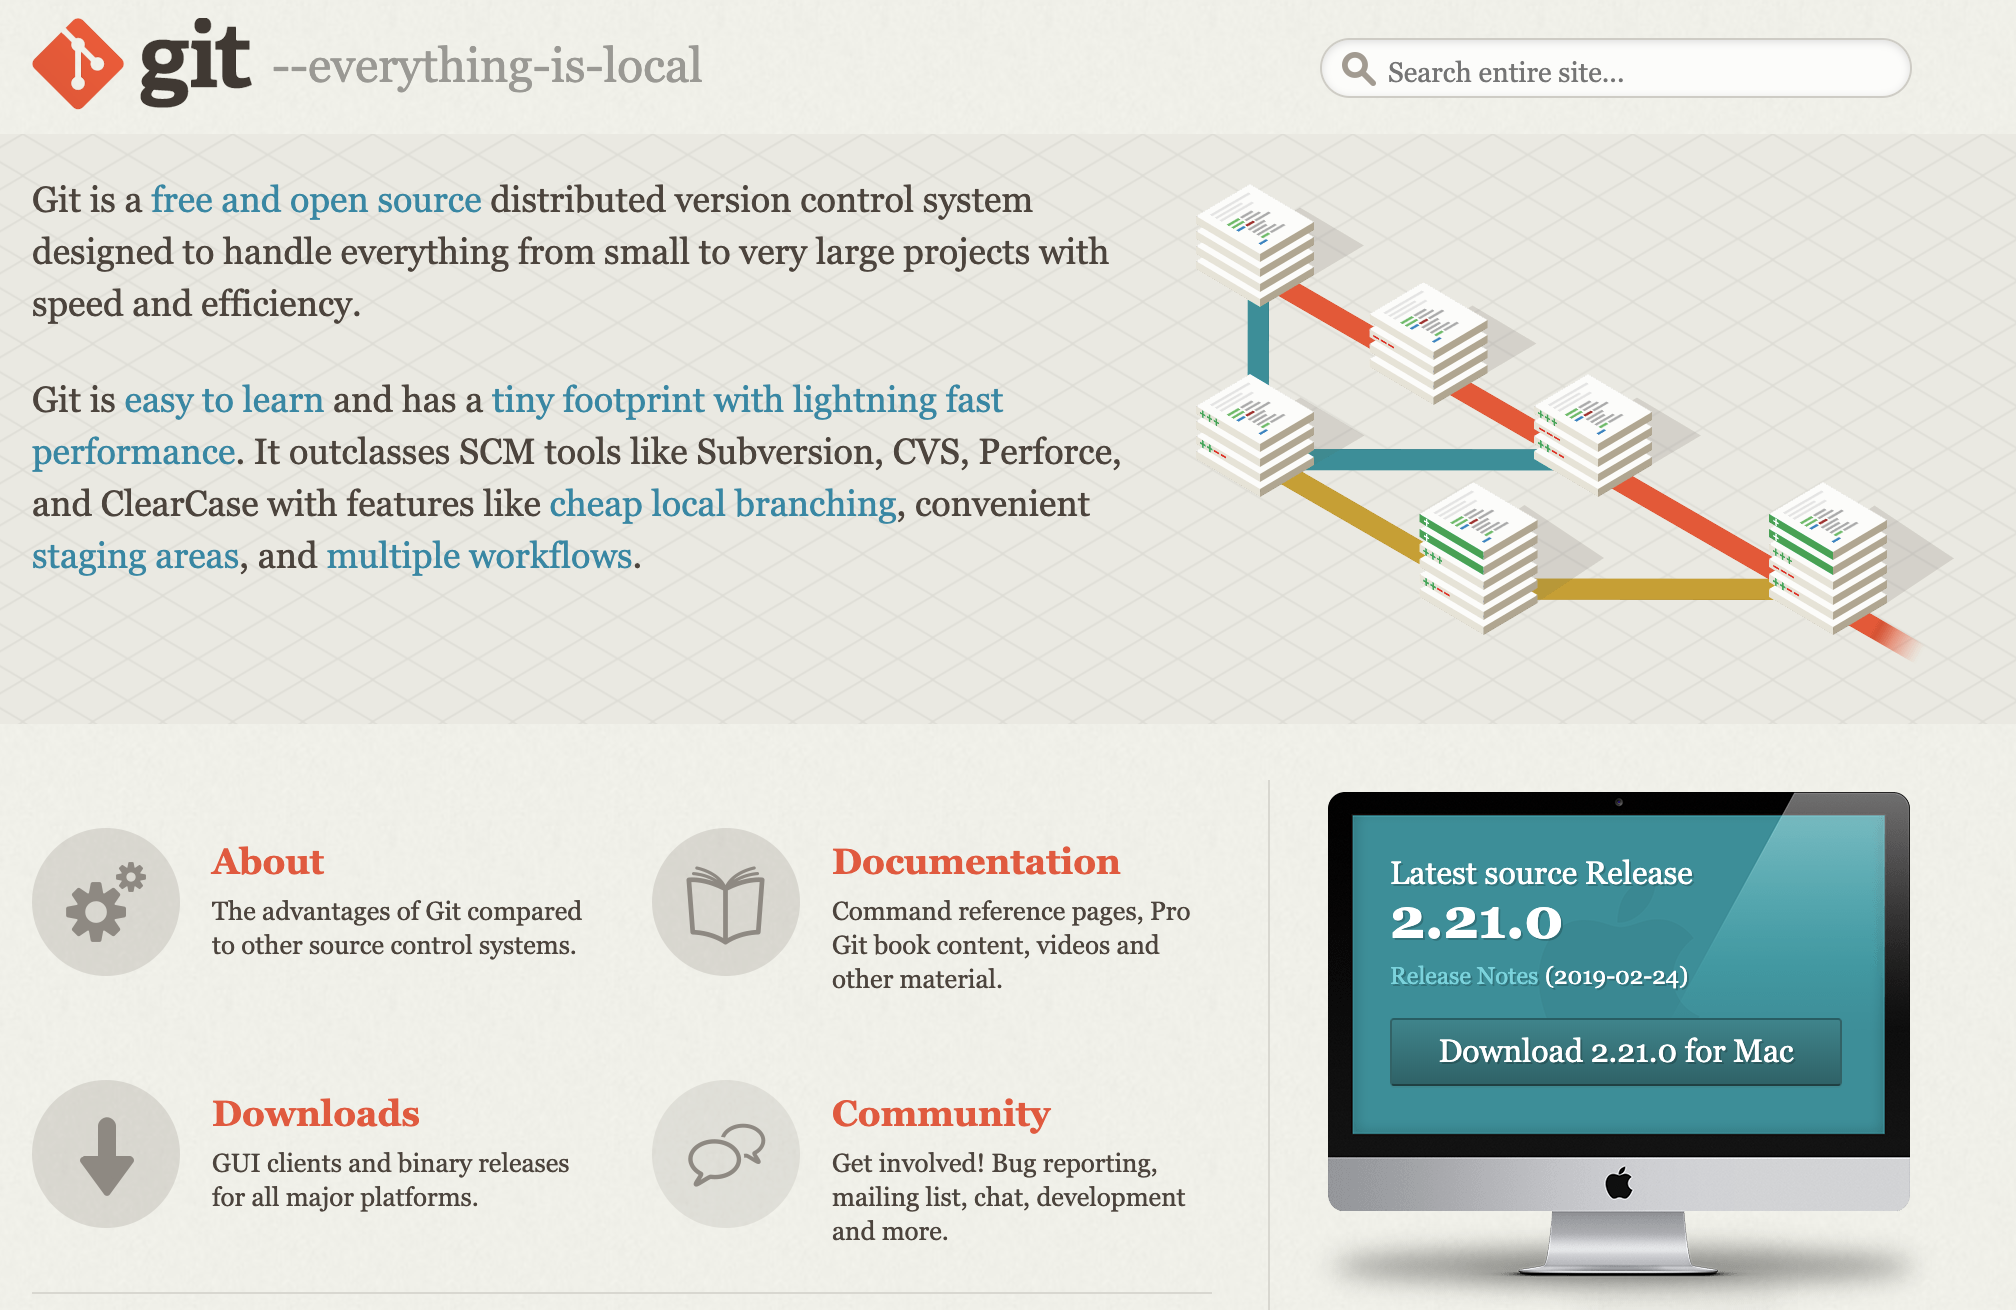 git --everything-is-local
Search entire site...
Git is a free and open source distributed version control system
designed to handle everything from small to very large projects with
speed and efficiency.
Git is easy to learn and has a tiny footprint with lightning fast
performance. It outclasses SCM tools like Subversion, CVS, Perforce,
and ClearCase with features like cheap local branching, convenient
staging areas, and multiple workflows.
About
The advantages of Git compared
to other source control systems.
Documentation
Command reference pages, Pro
Git book content, videos and
other material.
Downloads
GUI clients and binary releases
for all major platforms.
Community
Get involved! Bug reporting,
mailing list, chat, development
and more.
Latest source Release
2.21.0
Release Notes (2019-02-24)
Download 2.21.0 for Mac